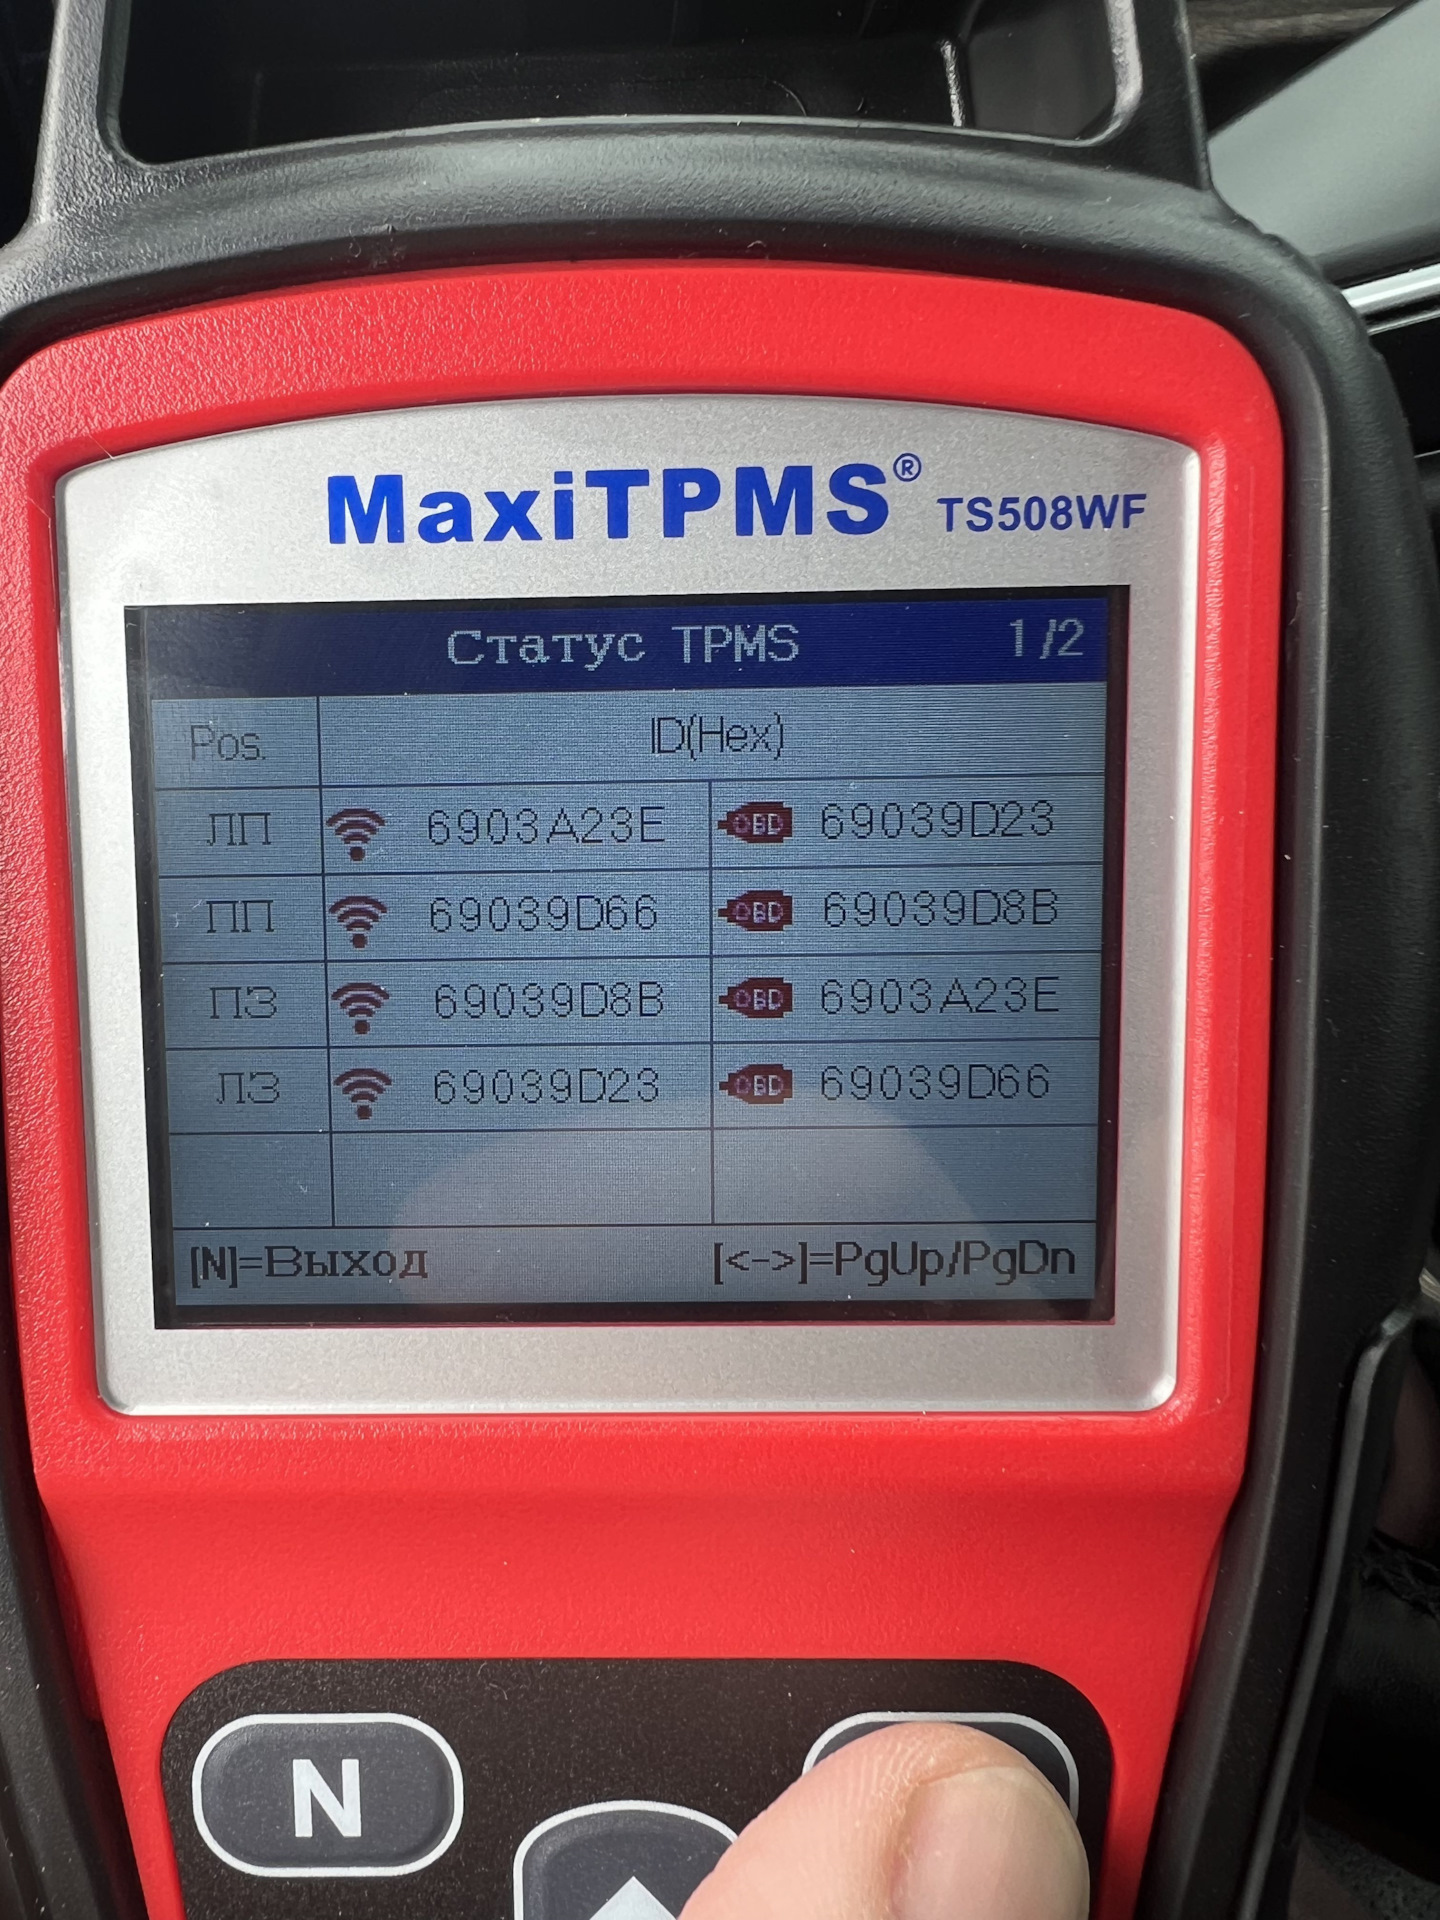 MaxiTPMS® TS508WF
Статус TPMS 1/2
Pos. ID(Hex)
ЛП 6903A23E OBD 69039D23
ПП 69039D66 OBD 69039D8B
ПЗ 69039D8B OBD 6903A23E
ЛЗ 69039D23 OBD 69039D66
[N]=Выход [<->]=PgUp/PgDn
N